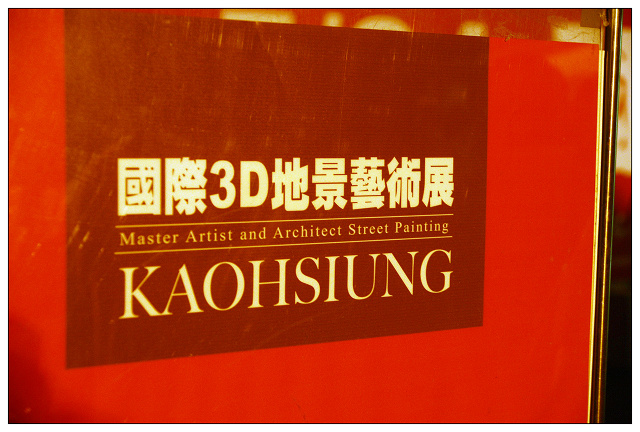 國際3D地景藝術展
Master Artist and Architect Street Painting
KAOHSIUNG